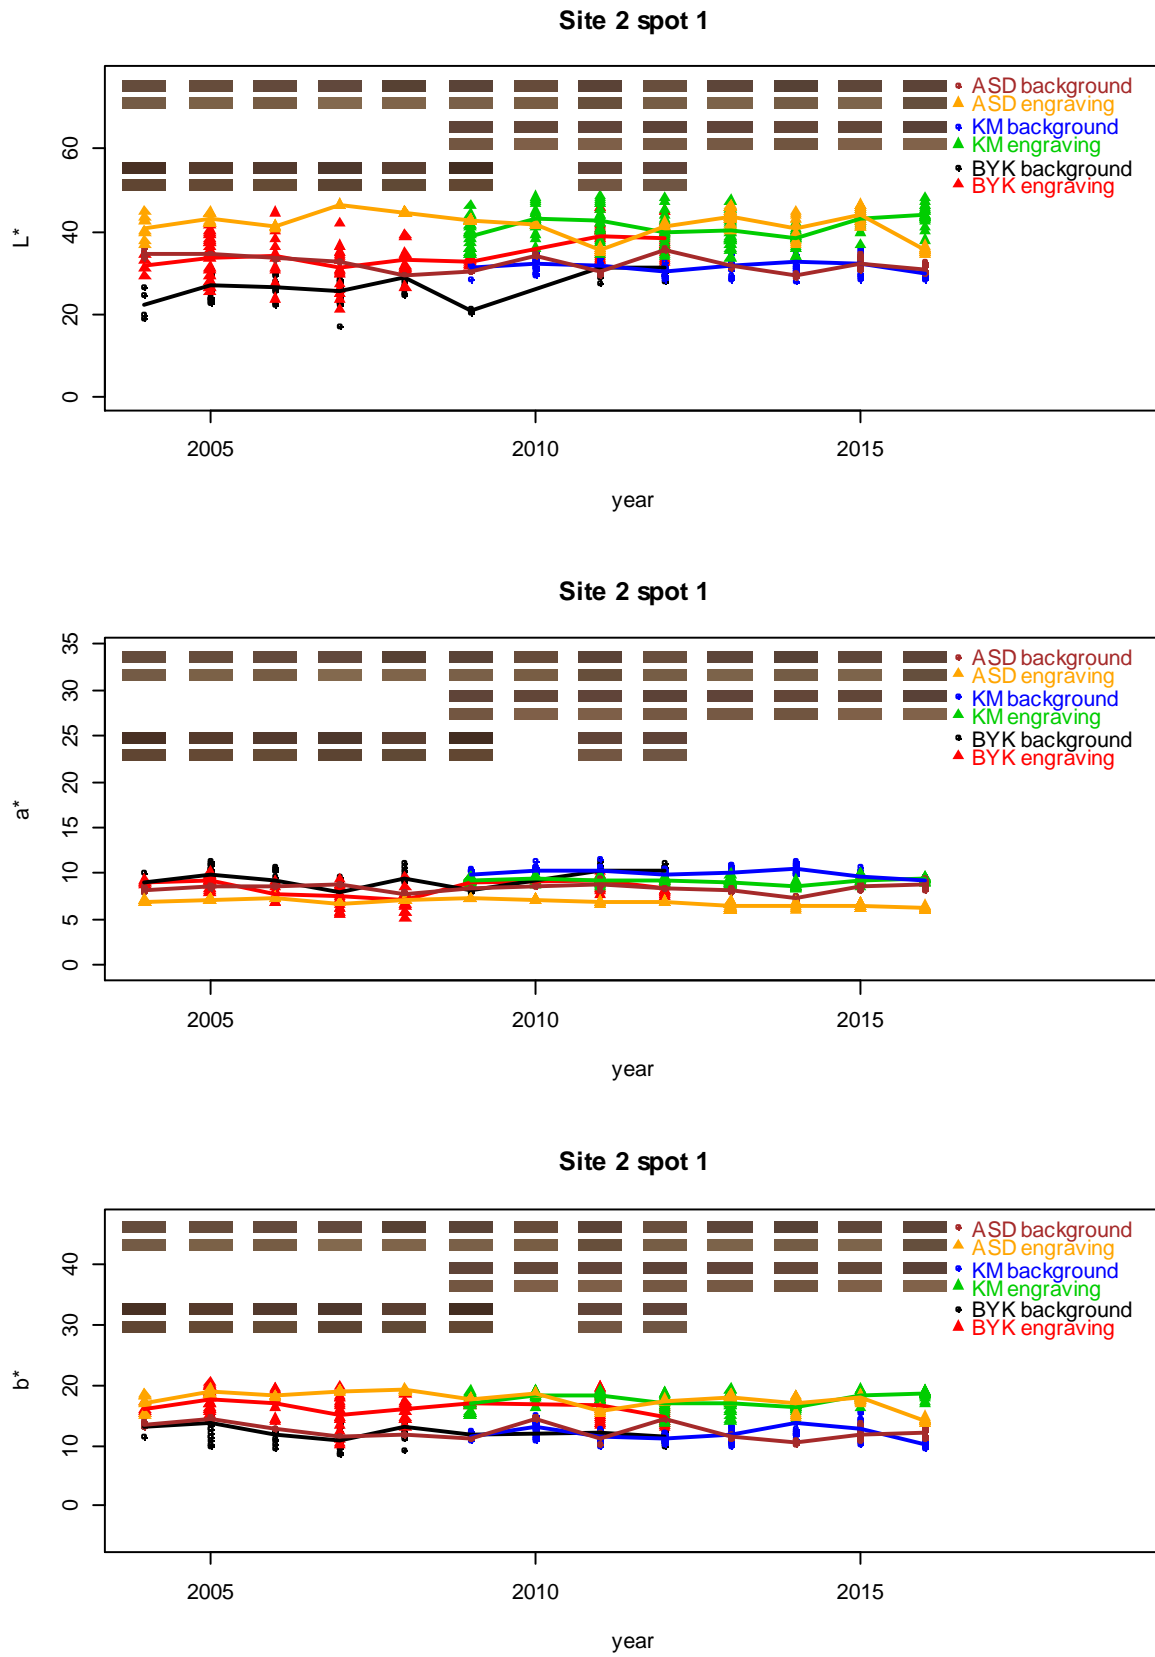 Site 2 spot 1
ASD background
ASD engraving
KM background
KM engraving
BYK background
BYK engraving
60
40
20
0
L*
2005 2010 2015
year
Site 2 spot 1
ASD background
ASD engraving
KM background
KM engraving
BYK background
BYK engraving
35
30
25
20
15
10
5
0
a*
2005 2010 2015
year
Site 2 spot 1
ASD background
ASD engraving
KM background
KM engraving
BYK background
BYK engraving
40
30
20
10
0
b*
2005 2010 2015
year